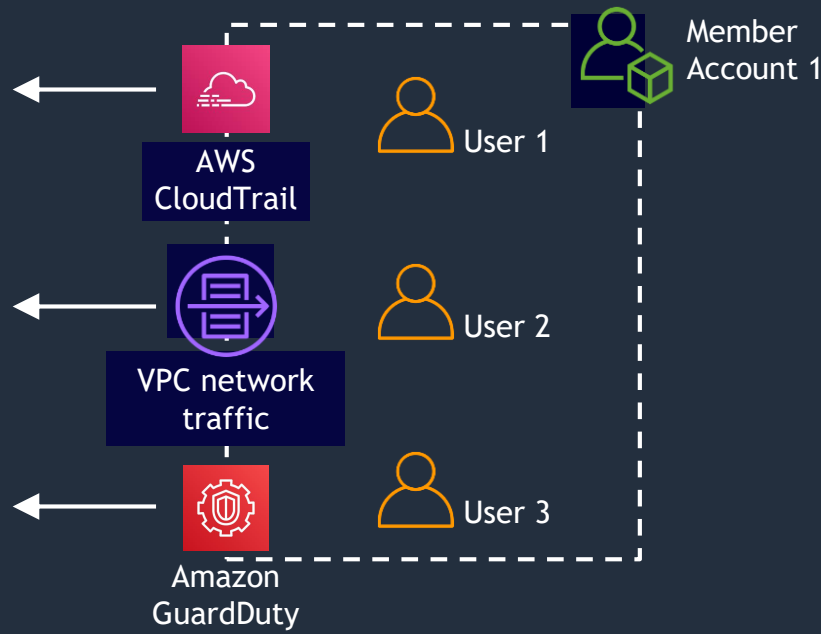 Member
Account 1
User 1
AWS
CloudTrail
User 2
VPC network
traffic
User 3
Amazon
GuardDuty